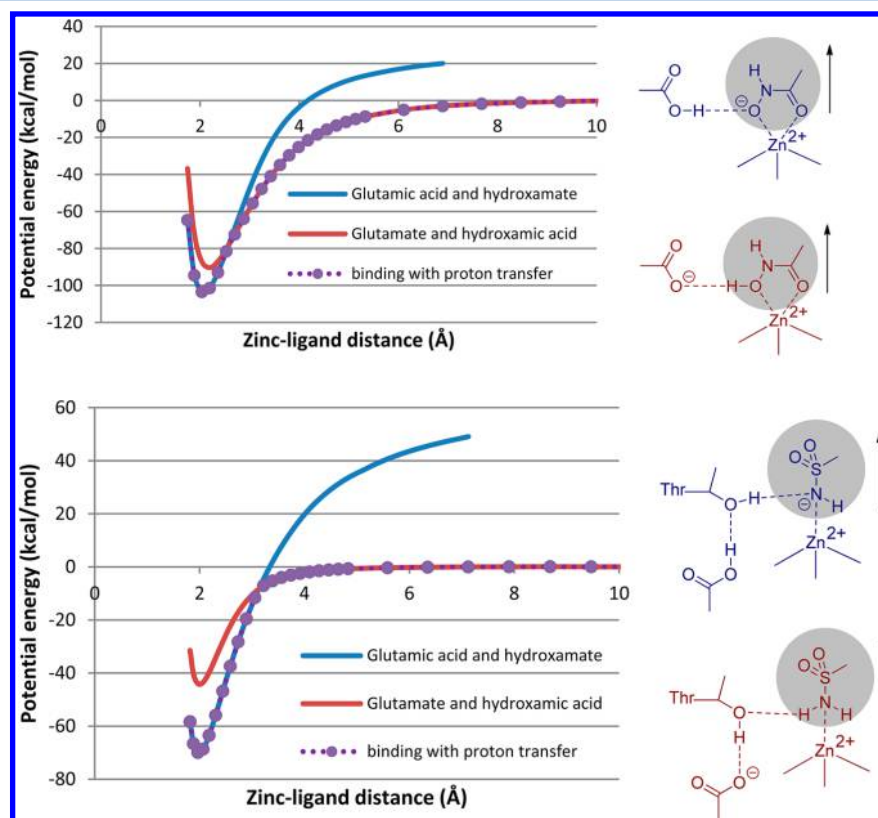 Potential energy (kcal/mol)
40
20
0
-20
-40
-60
-80
-100
-120
0 2 4 6 8 10
Glutamic acid and hydroxamate
Glutamate and hydroxamic acid
binding with proton transfer
Zinc-ligand distance (Å)
O
O H
H
N
O O
⊖
Zn2+
O
O ⊖
H
N
H O O
Zn2+
Potential energy (kcal/mol)
60
40
20
0
-20
-40
-60
-80
0 2 4 6 8 10
Glutamic acid and hydroxamate
Glutamate and hydroxamic acid
binding with proton transfer
Zinc-ligand distance (Å)
O
O S
Thr O H N H
⊖
Zn2+
H
O O
O
O S
Thr O H N H
H
Zn2+
O O ⊖